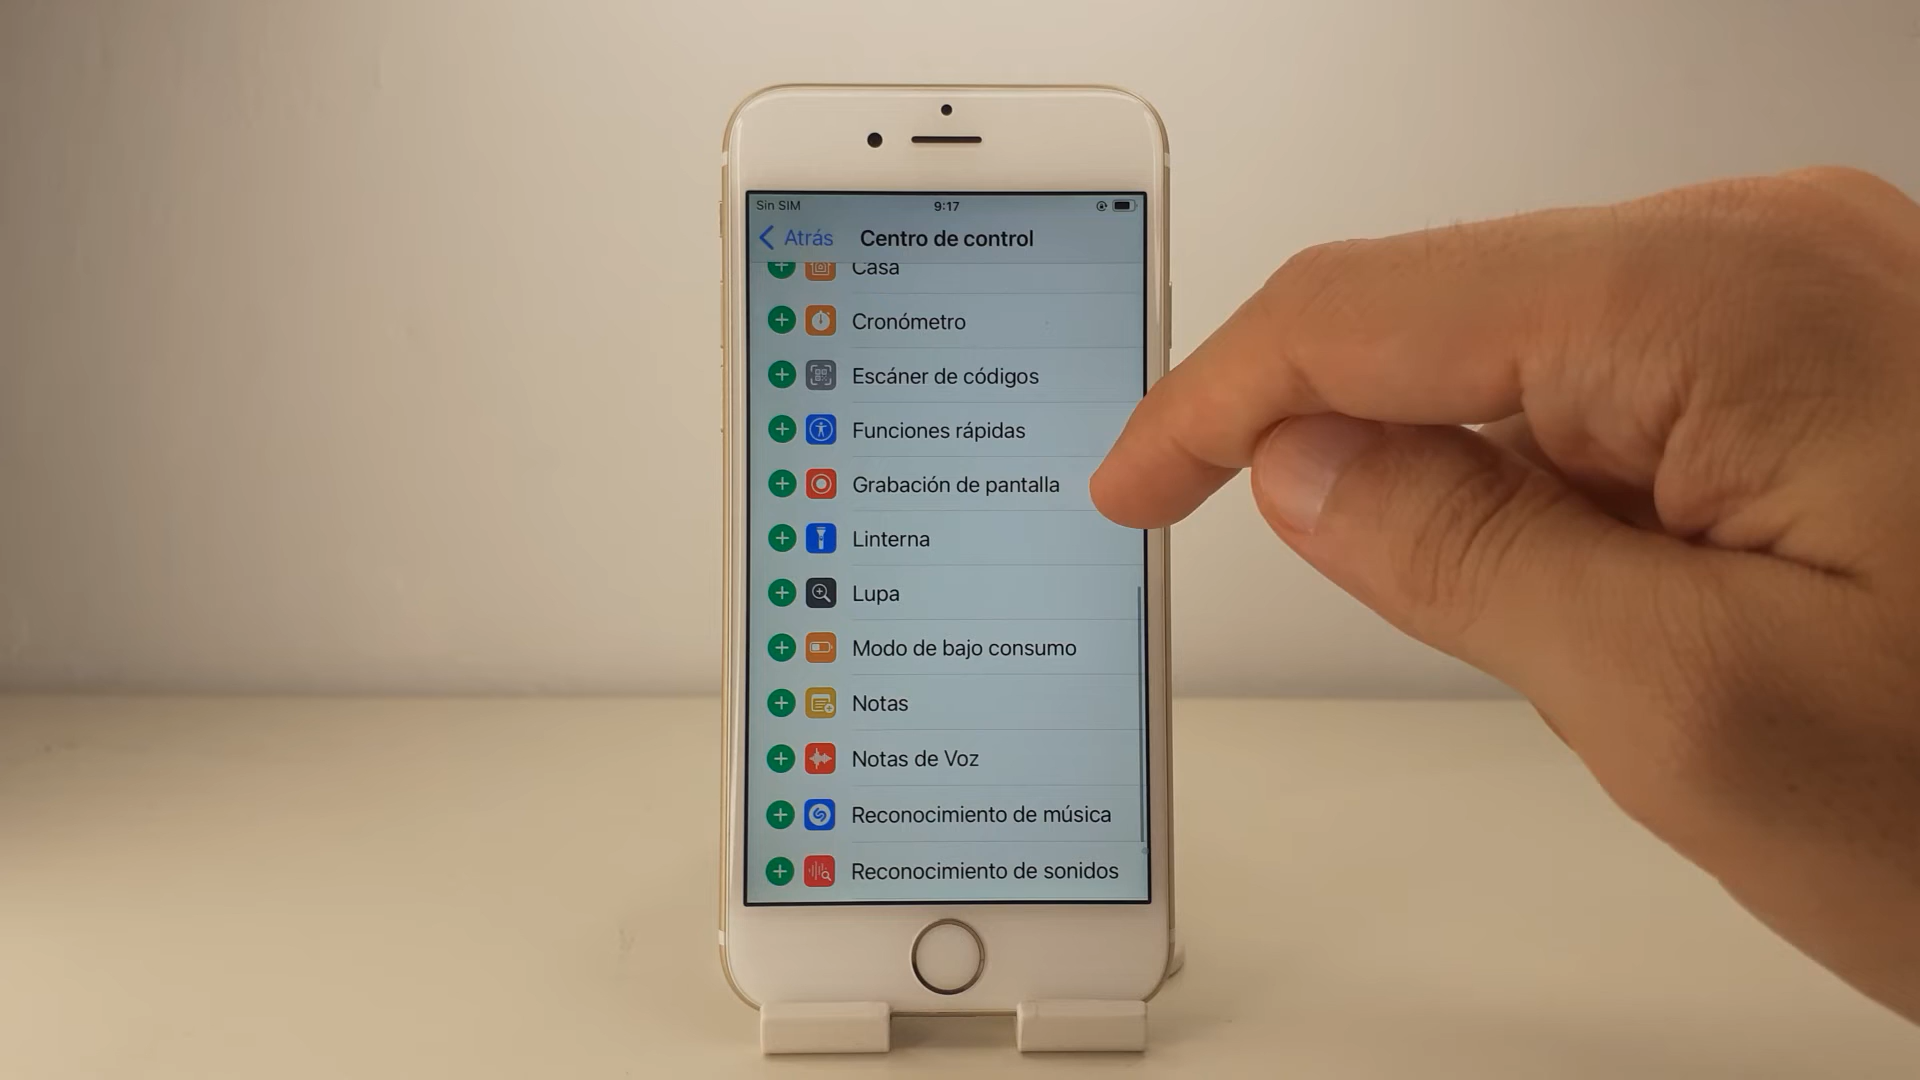 Sin SIM
9:17
Atrás
Centro de control
Casa
Cronómetro
Escáner de códigos
Funciones rápidas
Grabación de pantalla
Linterna
Lupa
Modo de bajo consumo
Notas
Notas de Voz
Reconocimiento de música
Reconocimiento de sonidos